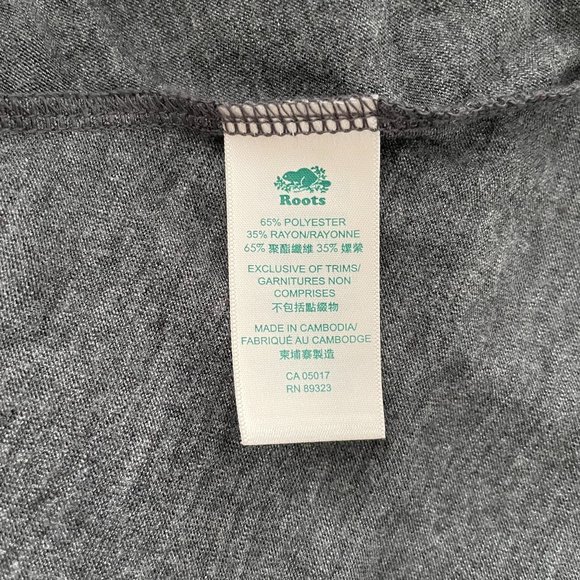 Roots
65% POLYESTER
35% RAYON/RAYONNE
65% 聚酯纖維 35% 嫘縈
EXCLUSIVE OF TRIMS/
GARNITURES NON
COMPRISES
不包括點綴物
MADE IN CAMBODIA/
FABRIQUÉ AU CAMBODGE
柬埔寨製造
CA 05017
RN 89323